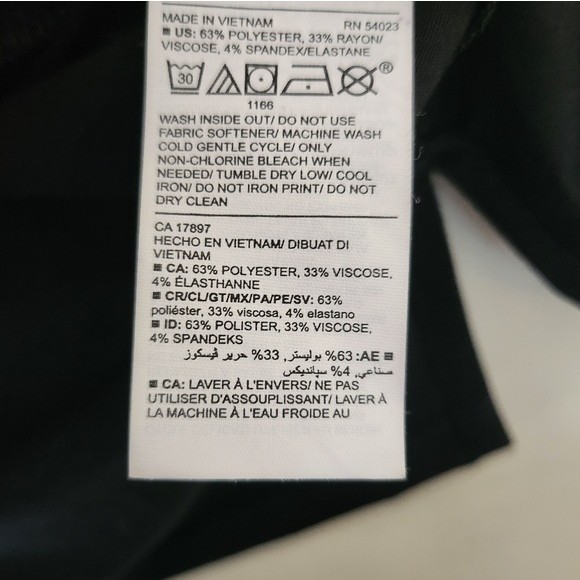 MADE IN VIETNAM RN 54023
US: 63% POLYESTER, 33% RAYON/
VISCOSE, 4% SPANDEX/ELASTANE
30 ®
1166
WASH INSIDE OUT/ DO NOT USE
FABRIC SOFTENER/ MACHINE WASH
COLD GENTLE CYCLE/ ONLY
NON-CHLORINE BLEACH WHEN
NEEDED/ TUMBLE DRY LOW/ COOL
IRON/ DO NOT IRON PRINT/ DO NOT
DRY CLEAN
CA 17897
HECHO EN VIETNAM/ DIBUAT DI
VIETNAM
CA: 63% POLYESTER, 33% VISCOSE,
4% ÉLASTHANNE
CR/CL/GT/MX/PA/PE/SV: 63%
poliéster, 33% viscosa, 4% elastano
ID: 63% POLISTER, 33% VISCOSE,
4% SPANDEKS
AE: 63% بوليستر, 33% حرير ڤيسكوز
صناعي, 4% سپانديكس
CA: LAVER À L'ENVERS/ NE PAS
UTILISER D'ASSOUPLISSANT/ LAVER À
LA MACHINE À L'EAU FROIDE AU